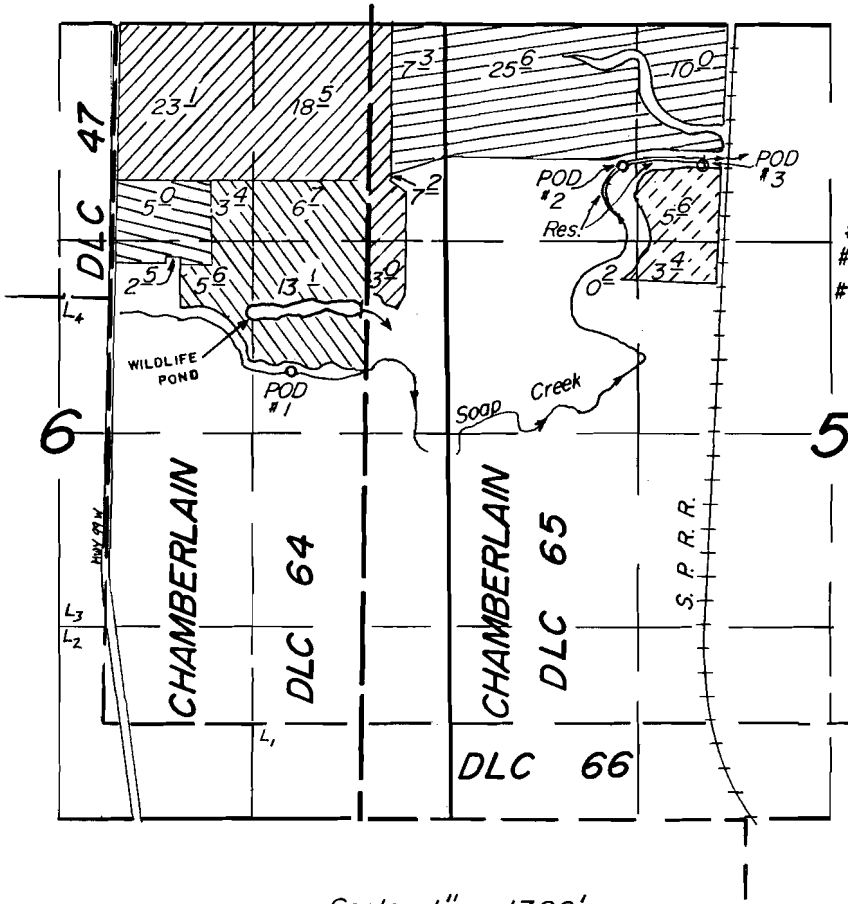 DLC 47
23.1
18.5
7.3
25.6
10.0
5.0
3.4
6.7
7.2
POD #2
POD #3
Res.
5.6
2.5
5.6
13.1
3.0
0.2
3.4
#
#
L4
WILDLIFE POND
POD #1
Soap Creek
6
5
HWY 99 W
CHAMBERLAIN
DLC 64
CHAMBERLAIN
DLC 65
S. P. R. R.
L3
L2
L1
DLC 66